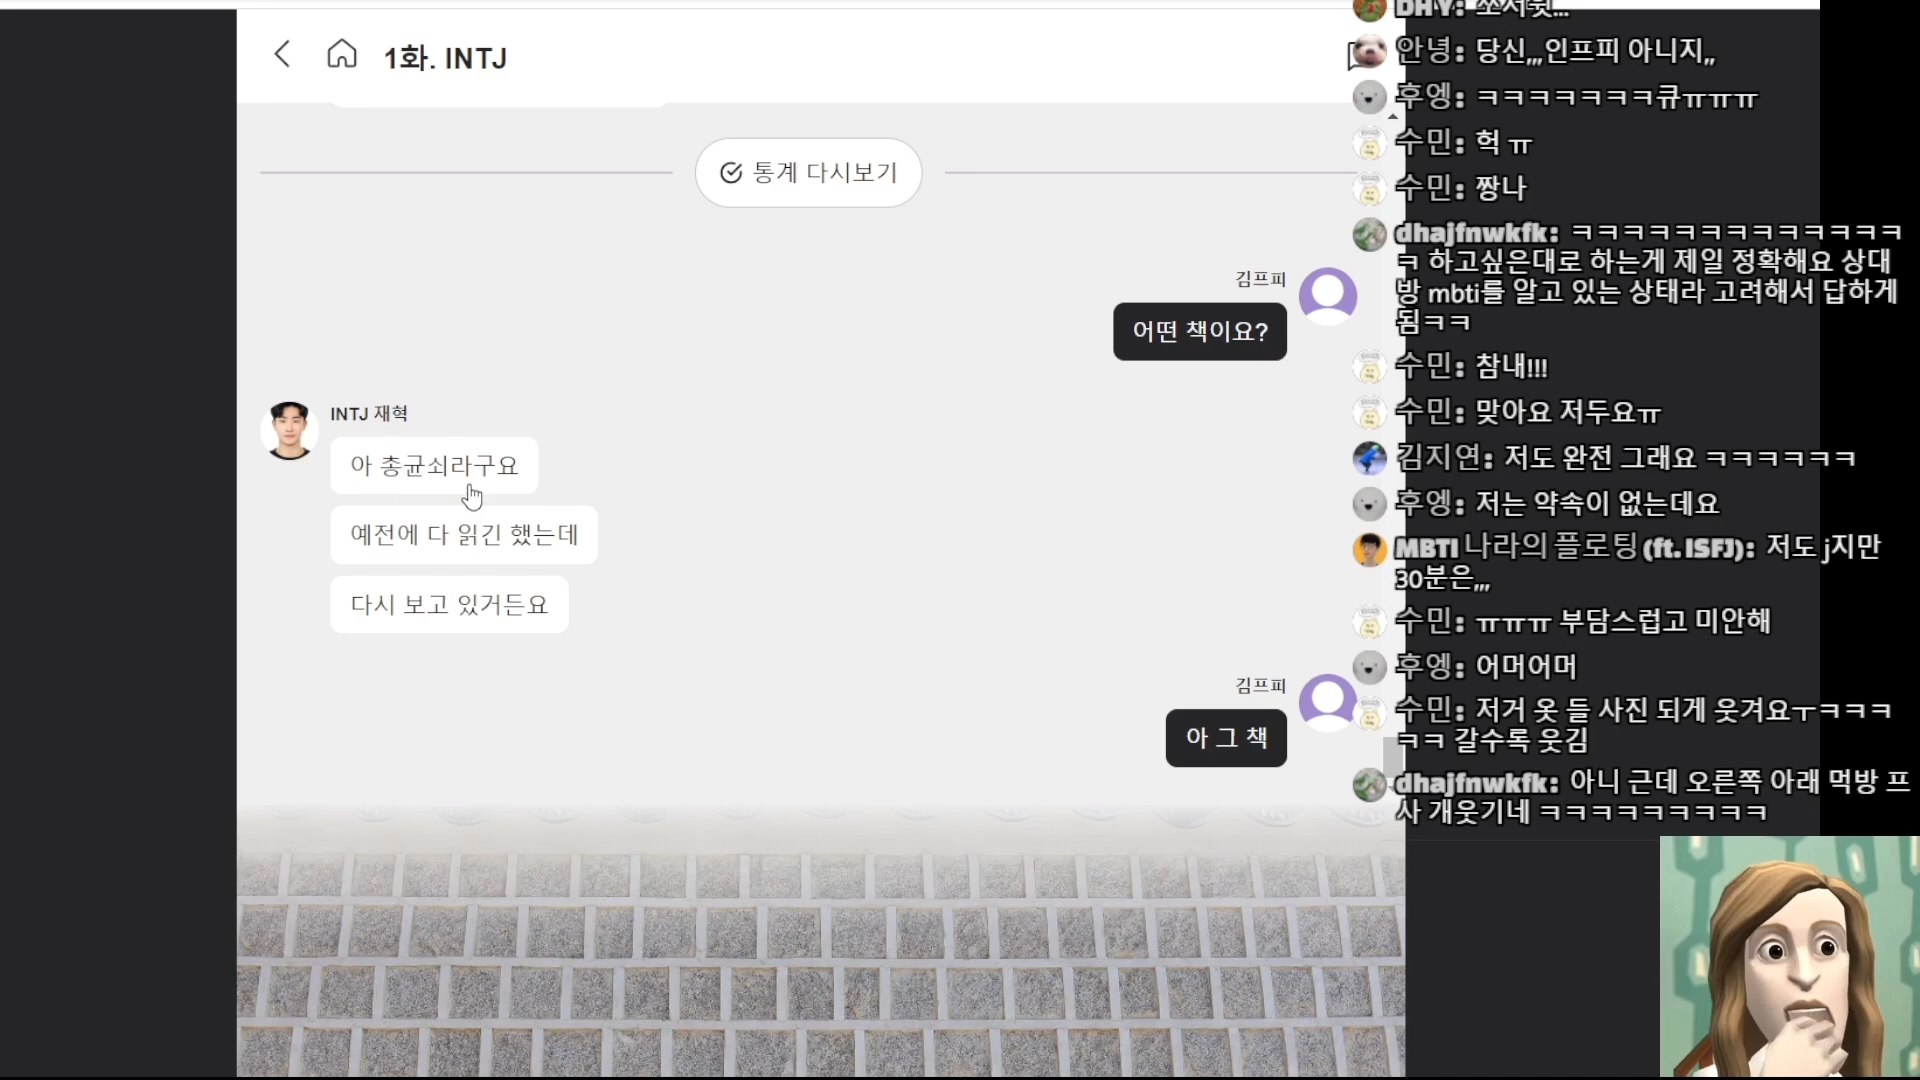 1화. INTJ
통계 다시보기
김프피
어떤 책이요?
INTJ 재혁
아 총균쇠라구요
예전에 다 읽긴 했는데
다시 보고 있거든요
김프피
아 그 책
DHY: 쏘서윗...
안녕: 당신,,,인프피 아니지,,
후엥: ㅋㅋㅋㅋㅋㅋㅋ큐ㅠㅠㅠ
수민: 헉 ㅠ
수민: 짱나
dhajfnwkfk: ㅋㅋㅋㅋㅋㅋㅋㅋㅋㅋㅋㅋㅋ
ㅋ 하고싶은대로 하는게 제일 정확해요 상대
방 mbti를 알고 있는 상태라 고려해서 답하게
됨ㅋㅋ
수민: 참내!!!
수민: 맞아요 저두요ㅠ
김지연: 저도 완전 그래요 ㅋㅋㅋㅋㅋㅋ
후엥: 저는 약속이 없는데요
MBTI 나라의 플로팅 (ft. ISFJ): 저도 j지만
30분은,,,
수민: ㅠㅠㅠ 부담스럽고 미안해
후엥: 어머어머
수민: 저거 옷 들 사진 되게 웃겨요ㅜㅋㅋㅋ
ㅋㅋ 갈수록 웃김
dhajfnwkfk: 아니 근데 오른쪽 아래 먹방 프
사 개웃기네 ㅋㅋㅋㅋㅋㅋㅋㅋㅋ